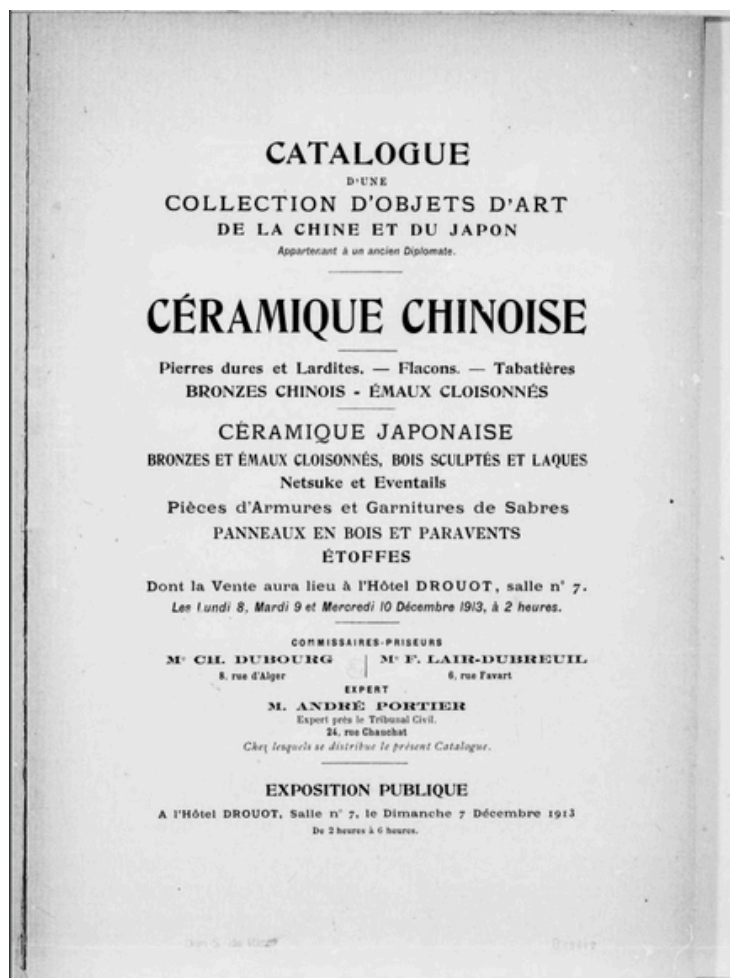 CATALOGUE
D'UNE
COLLECTION D'OBJETS D'ART
DE LA CHINE ET DU JAPON
Appartenant à un ancien Diplomate.
CÉRAMIQUE CHINOISE
Pierres dures et Lardites. — Flacons. — Tabatières
BRONZES CHINOIS - ÉMAUX CLOISONNÉS
CÉRAMIQUE JAPONAISE
BRONZES ET ÉMAUX CLOISONNÉS, BOIS SCULPTÉS ET LAQUES
Netsuke et Eventails
Pièces d'Armures et Garnitures de Sabres
PANNEAUX EN BOIS ET PARAVENTS
ÉTOFFES
Dont la Vente aura lieu à l'Hôtel DROUOT, salle n° 7.
Les Lundi 8, Mardi 9 et Mercredi 10 Décembre 1913, à 2 heures.
COMMISSAIRES-PRISEURS
Me CH. DUBOURG
8, rue d'Alger
Me F. LAIR-DUBREUIL
6, rue Favart
EXPERT
M. ANDRÉ PORTIER
Expert près le Tribunal Civil.
24, rue Chauchat
Chez lesquels se distribue le présent Catalogue.
EXPOSITION PUBLIQUE
A l'Hôtel DROUOT, Salle n° 7, le Dimanche 7 Décembre 1913
De 2 heures à 6 heures.